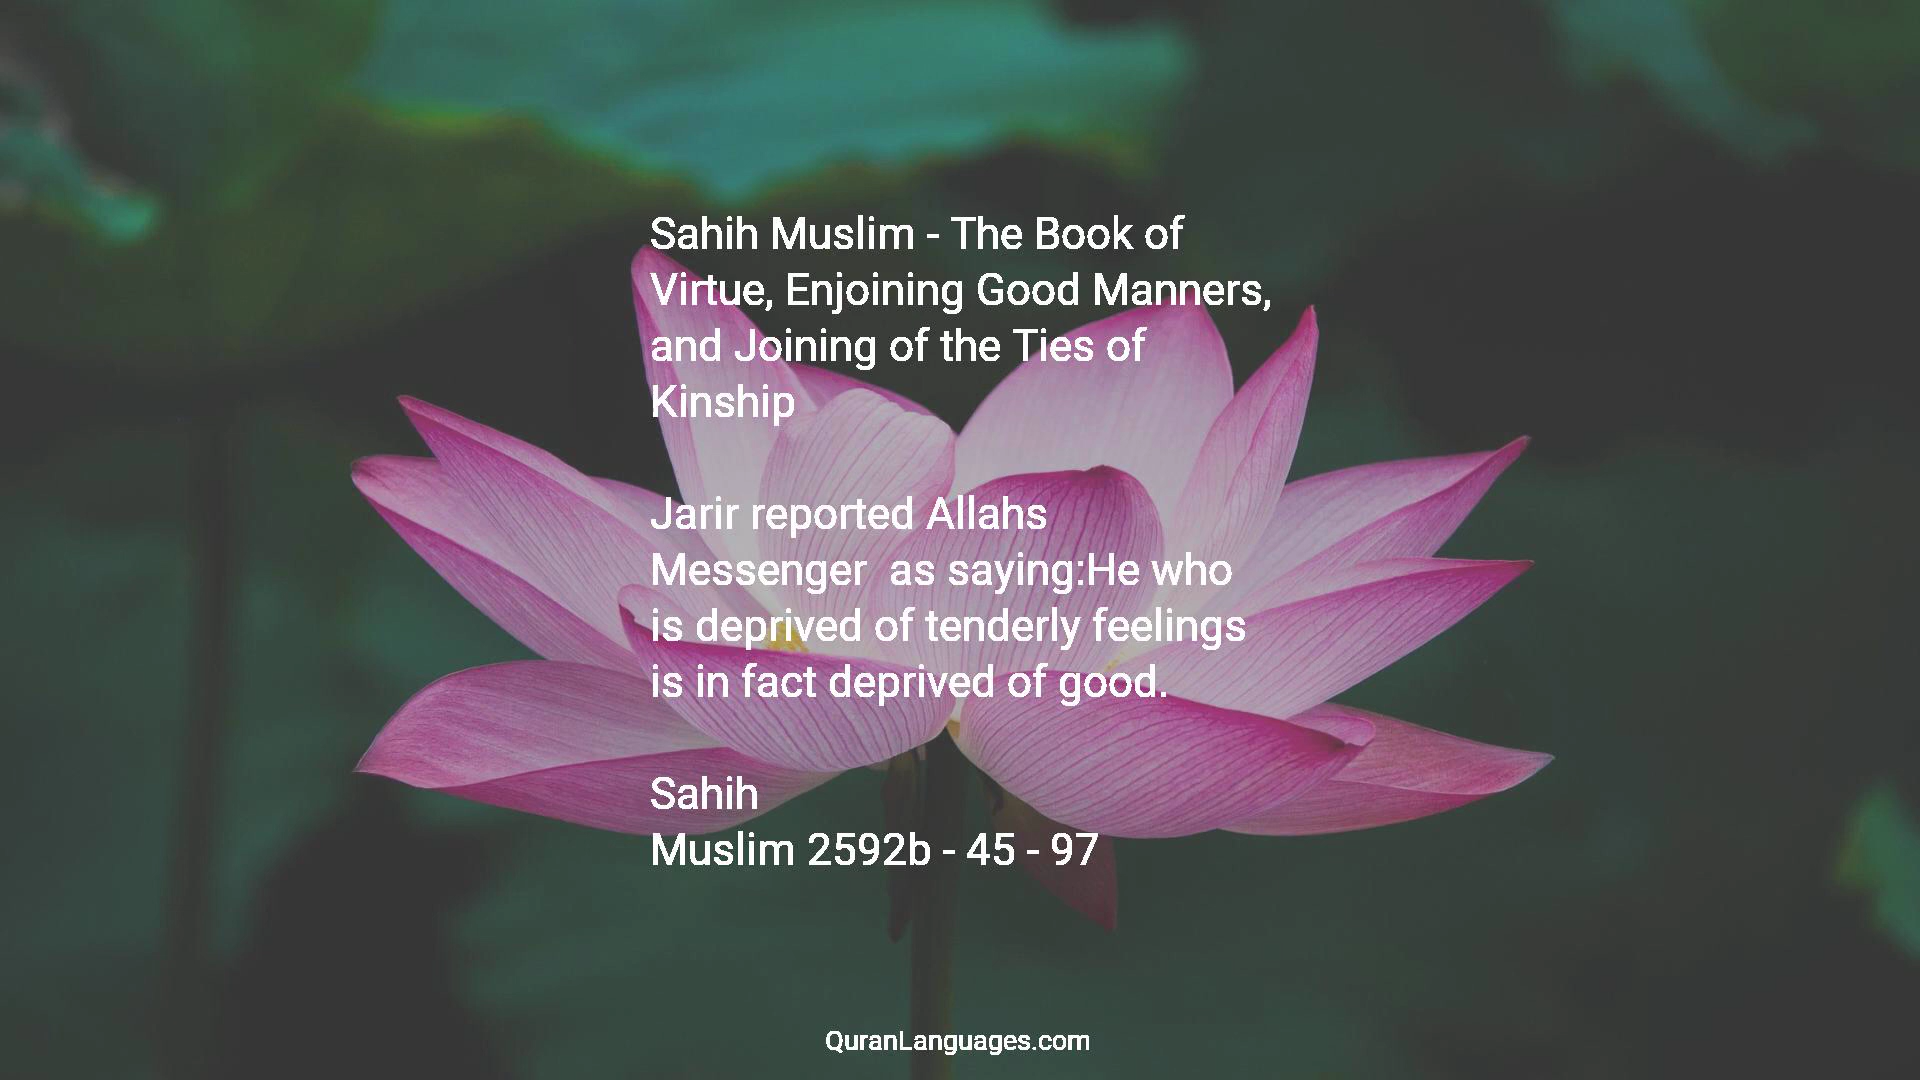 Sahih Muslim - The Book of
Virtue, Enjoining Good Manners,
and Joining of the Ties of
Kinship
Jarir reported Allahs
Messenger  as saying:He who
is deprived of tenderly feelings
is in fact deprived of good.
Sahih
Muslim 2592b - 45 - 97
QuranLanguages.com